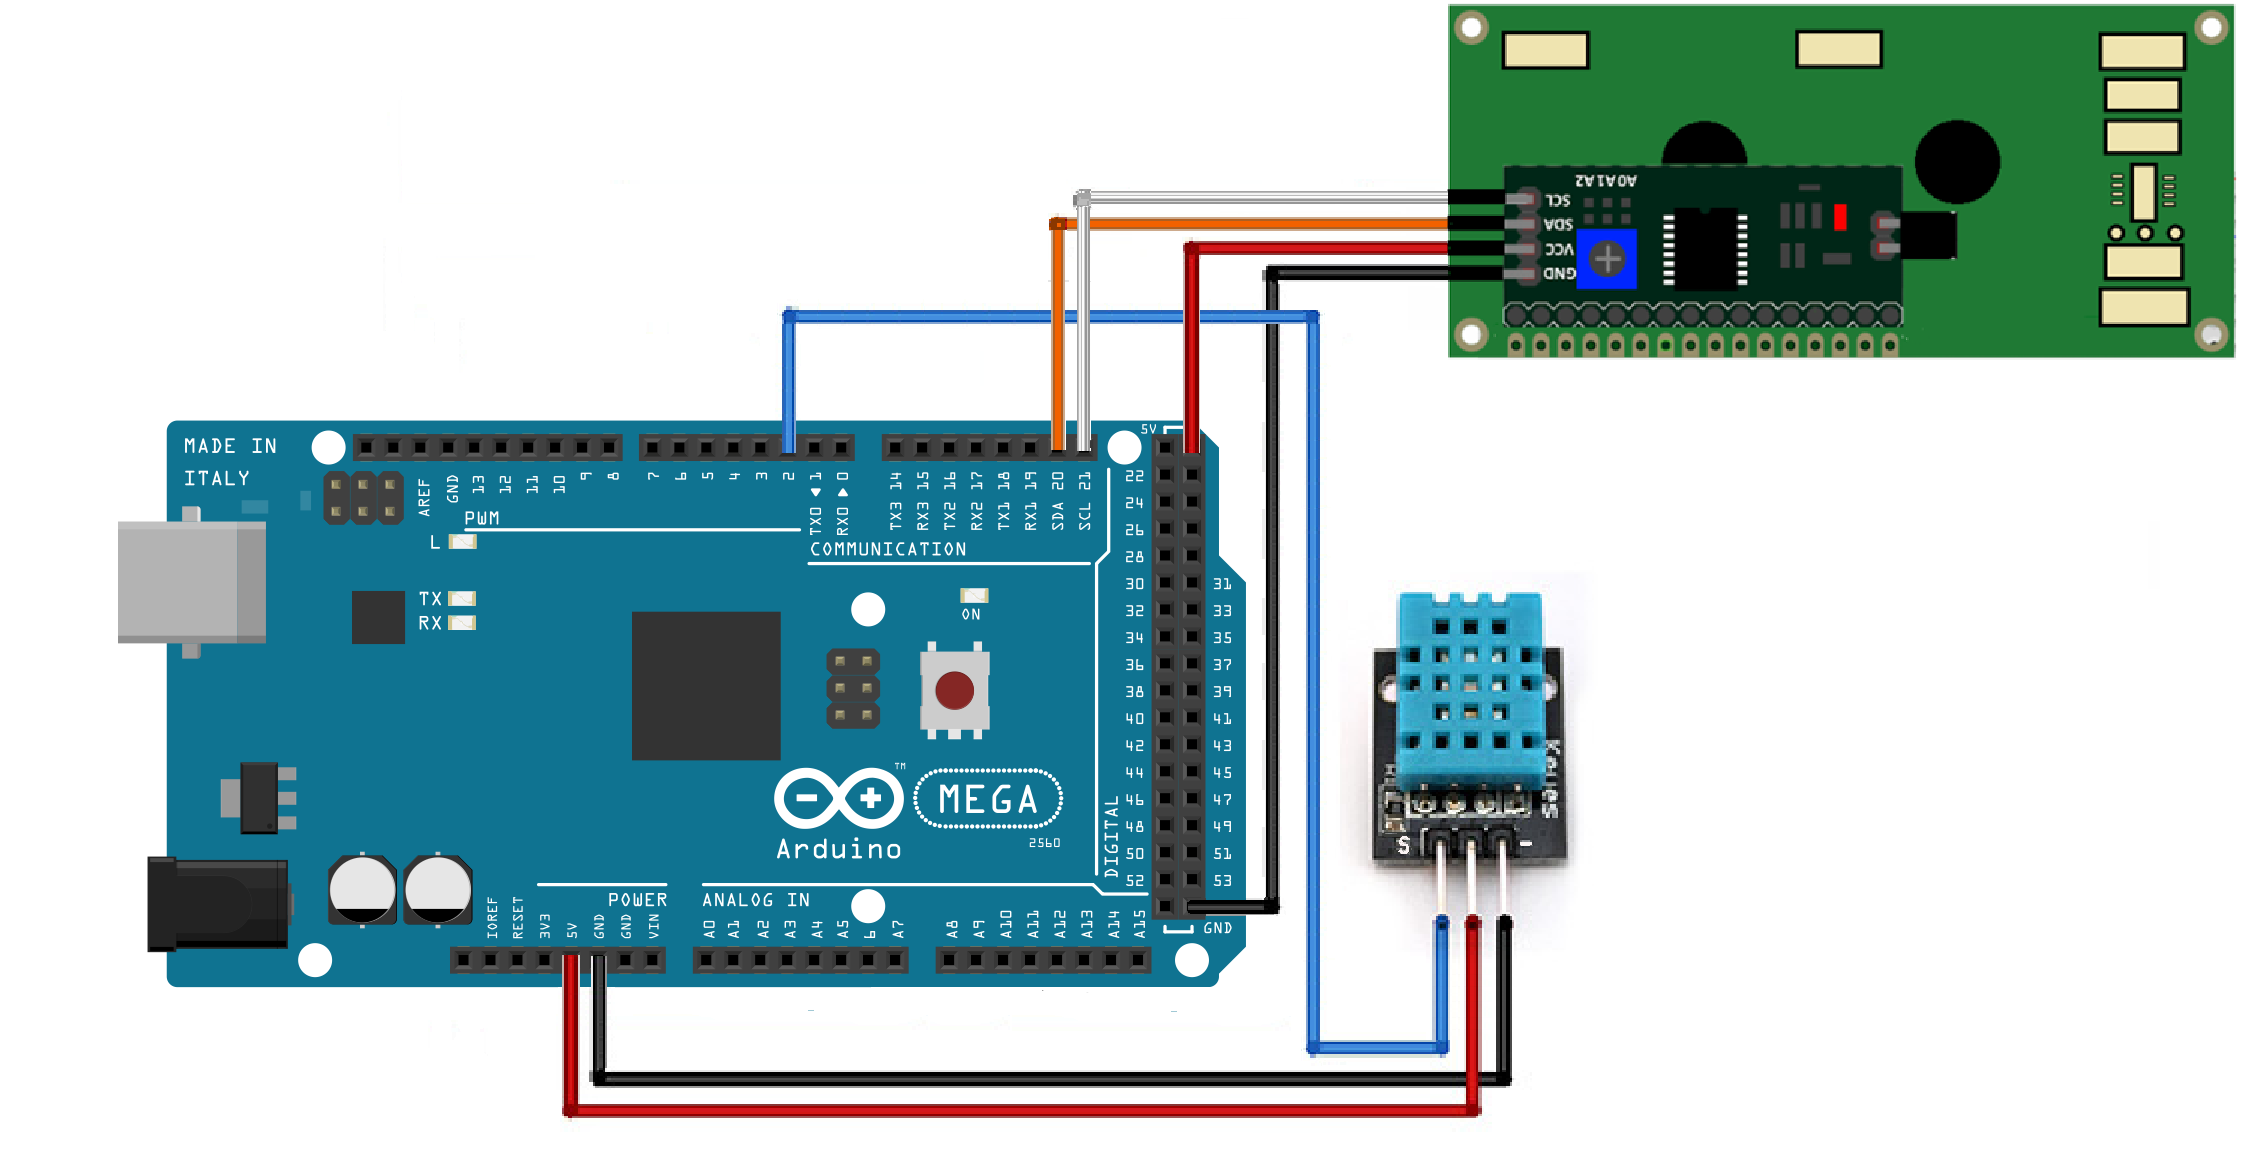 A0A1A2
SCL
SDA
VCC
GND
MADE IN
ITALY
AREF
GND
13
12
11
10
9
8
7
6
5
4
3
2
TX0 1
RX0 0
TX3 14
RX3 15
TX2 16
RX2 17
TX1 18
RX1 19
SDA 20
SCL 21
5V
PWM
COMMUNICATION
L
TX
RX
ON
22
24
26
28
30 31
32 33
34 35
36 37
38 39
40 41
42 43
44 45
46 47
48 49
50 51
52 53
GND
DIGITAL
TM
MEGA
2560
Arduino
POWER
ANALOG IN
IOREF
RESET
3V3
5V
GND
GND
VIN
A0
A1
A2
A3
A4
A5
6
A7
A8
A9
A10
A11
A12
A13
A14
A15
keyes
S
-